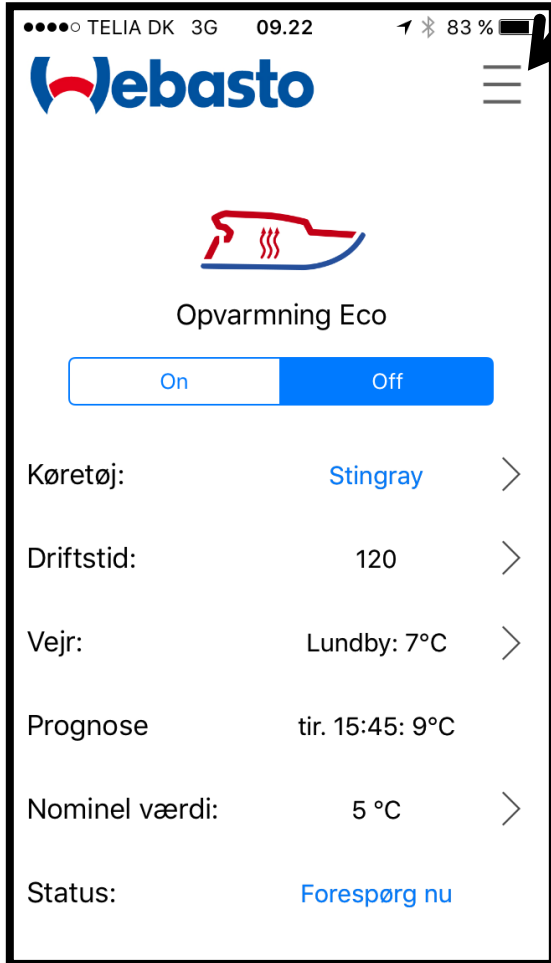 TELIA DK 3G 09.22 83 %
Webasto
Opvarmning Eco
On Off
Køretøj: Stingray
Driftstid: 120
Vejr: Lundby: 7°C
Prognose tir. 15:45: 9°C
Nominel værdi: 5 °C
Status: Forespørg nu